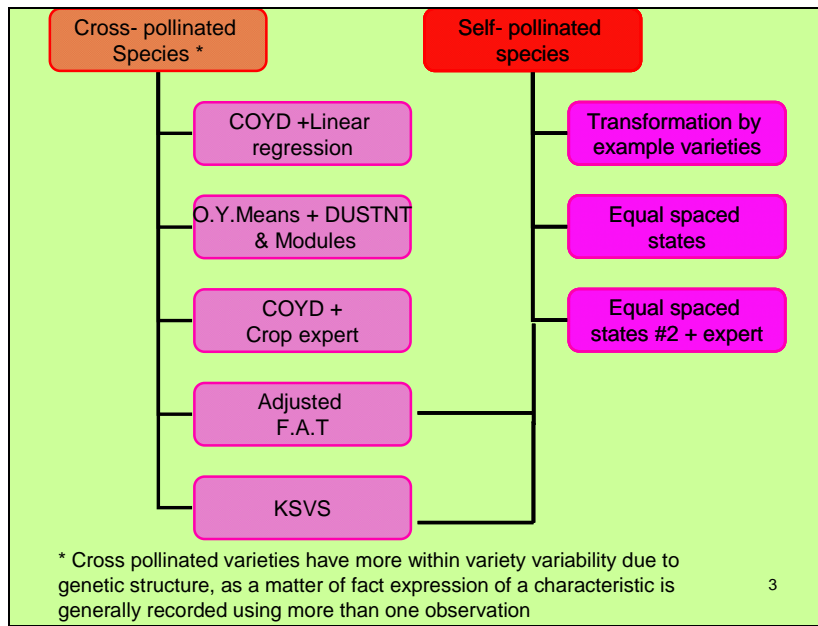 Cross- pollinated
Species *
Self- pollinated
species
COYD +Linear
regression
O.Y.Means + DUSTNT
& Modules
COYD +
Crop expert
Adjusted
F.A.T
KSVS
Transformation by
example varieties
Equal spaced
states
Equal spaced
states #2 + expert
* Cross pollinated varieties have more within variety variability due to
genetic structure, as a matter of fact expression of a characteristic is
generally recorded using more than one observation
3